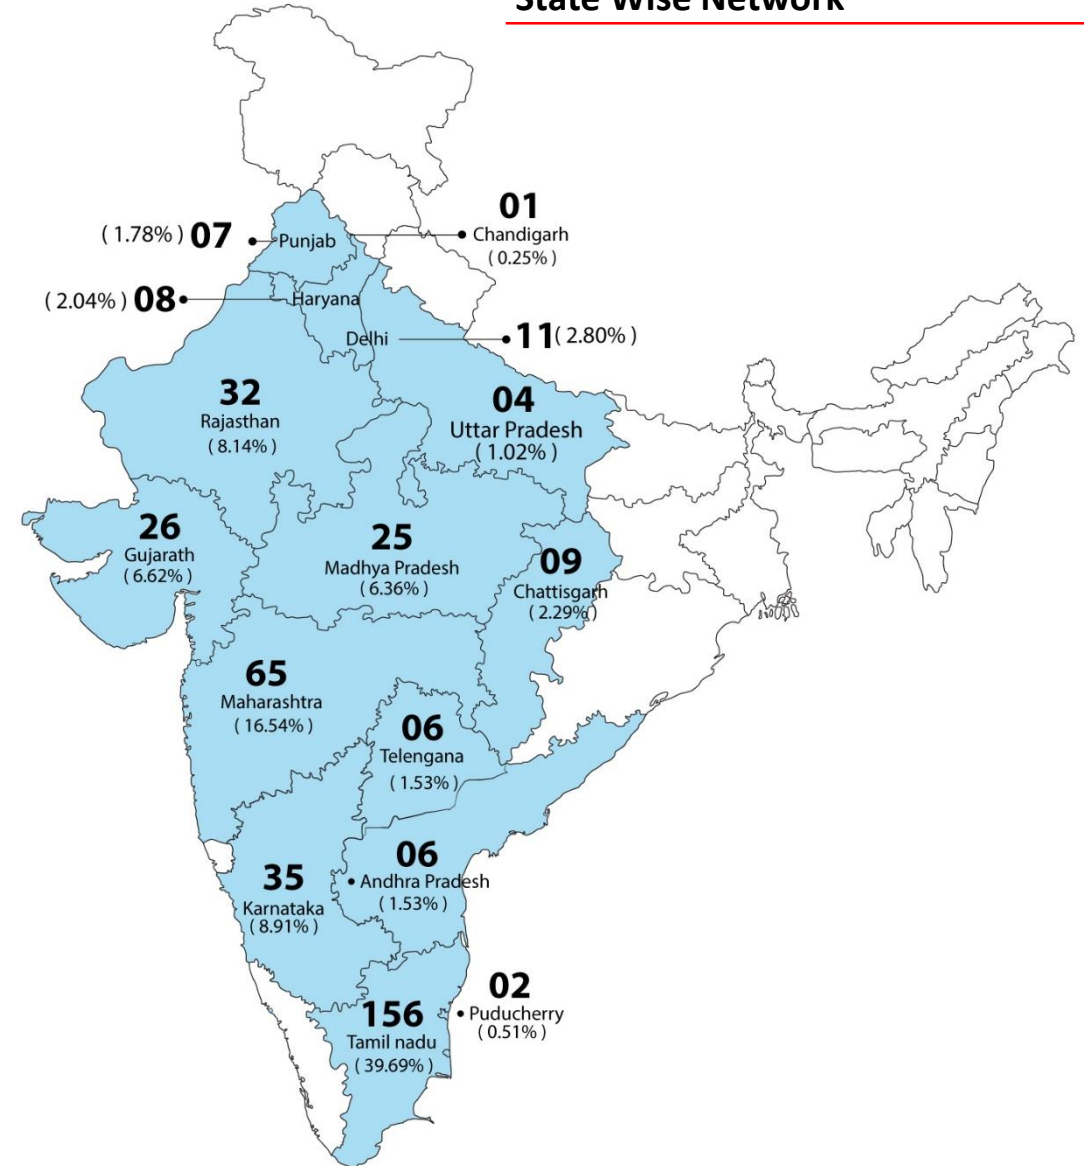 State Wise Network
01
Chandigarh
(0.25% )
( 1.78% ) 07
Punjab
( 2.04% ) 08
Haryana
Delhi
11 ( 2.80% )
32
Rajasthan
( 8.14% )
04
Uttar Pradesh
( 1.02% )
26
Gujarath
( 6.62% )
25
Madhya Pradesh
( 6.36% )
09
Chattisgarh
( 2.29%)
65
Maharashtra
( 16.54% )
06
Telengana
( 1.53% )
06
Andhra Pradesh
( 1.53% )
35
Karnataka
( 8.91% )
02
Puducherry
( 0.51% )
156
Tamil nadu
( 39.69% )